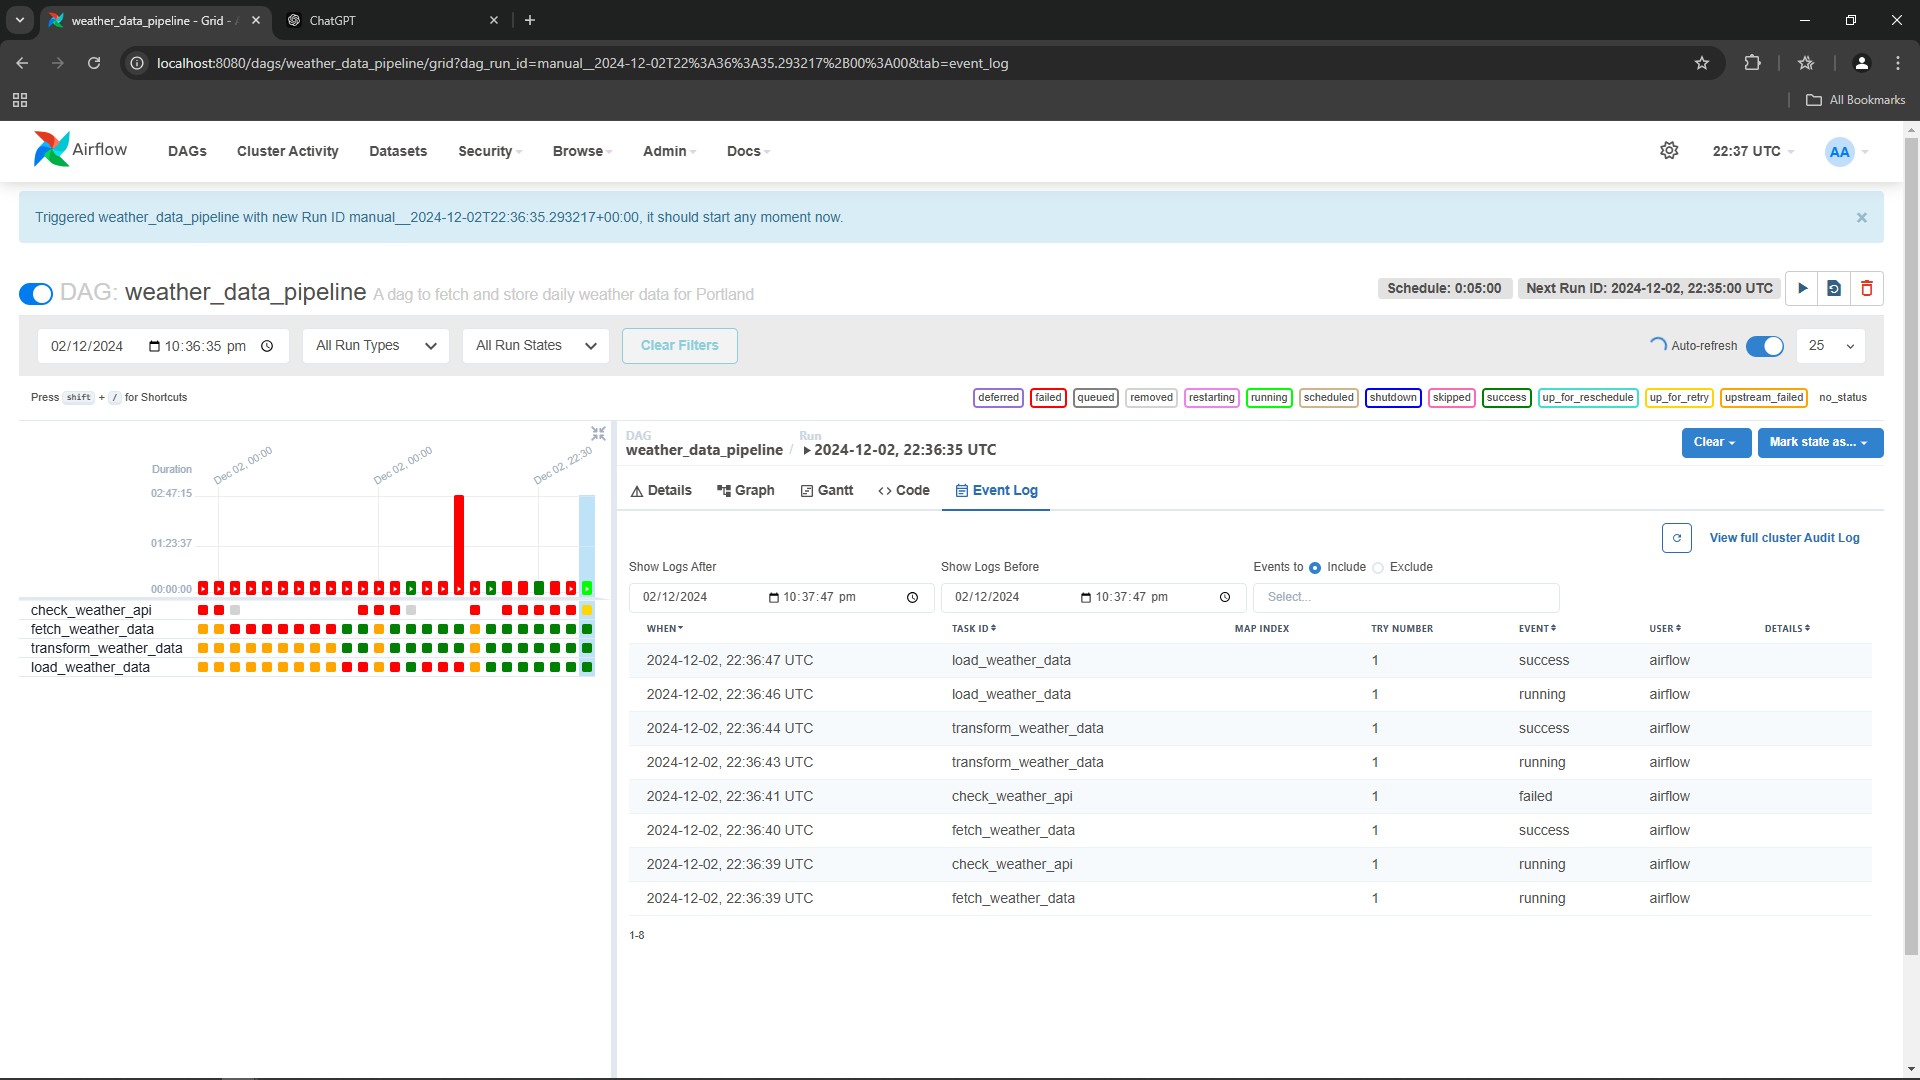 weather_data_pipeline - Grid -
ChatGPT
localhost:8080/dags/weather_data_pipeline/grid?dag_run_id=manual__2024-12-02T22%3A36%3A35.293217%2B00%3A00&tab=event_log
All Bookmarks
Airflow
DAGs
Cluster Activity
Datasets
Security
Browse
Admin
Docs
22:37 UTC
AA
Triggered weather_data_pipeline with new Run ID manual__2024-12-02T22:36:35.293217+00:00, it should start any moment now.
×
DAG: weather_data_pipeline A dag to fetch and store daily weather data for Portland
Schedule: 0:05:00
Next Run ID: 2024-12-02, 22:35:00 UTC
02/12/2024 10:36:35 pm
All Run Types
All Run States
Clear Filters
Auto-refresh
25
Press shift + / for Shortcuts
deferred
failed
queued
removed
restarting
running
scheduled
shutdown
skipped
success
up_for_reschedule
up_for_retry
upstream_failed
no_status
Duration
Dec 02, 00:00
Dec 02, 00:00
Dec 02, 22:30
02:47:15
01:23:37
00:00:00
check_weather_api
fetch_weather_data
transform_weather_data
load_weather_data
DAG
weather_data_pipeline /
Run
2024-12-02, 22:36:35 UTC
Clear
Mark state as...
Details
Graph
Gantt
Code
Event Log
View full cluster Audit Log
Show Logs After
Show Logs Before
Events to Include Exclude
02/12/2024 10:37:47 pm
02/12/2024 10:37:47 pm
Select...
WHEN TASK ID MAP INDEX TRY NUMBER EVENT USER DETAILS
2024-12-02, 22:36:47 UTC load_weather_data 1 success airflow
2024-12-02, 22:36:46 UTC load_weather_data 1 running airflow
2024-12-02, 22:36:44 UTC transform_weather_data 1 success airflow
2024-12-02, 22:36:43 UTC transform_weather_data 1 running airflow
2024-12-02, 22:36:41 UTC check_weather_api 1 failed airflow
2024-12-02, 22:36:40 UTC fetch_weather_data 1 success airflow
2024-12-02, 22:36:39 UTC check_weather_api 1 running airflow
2024-12-02, 22:36:39 UTC fetch_weather_data 1 running airflow
1-8